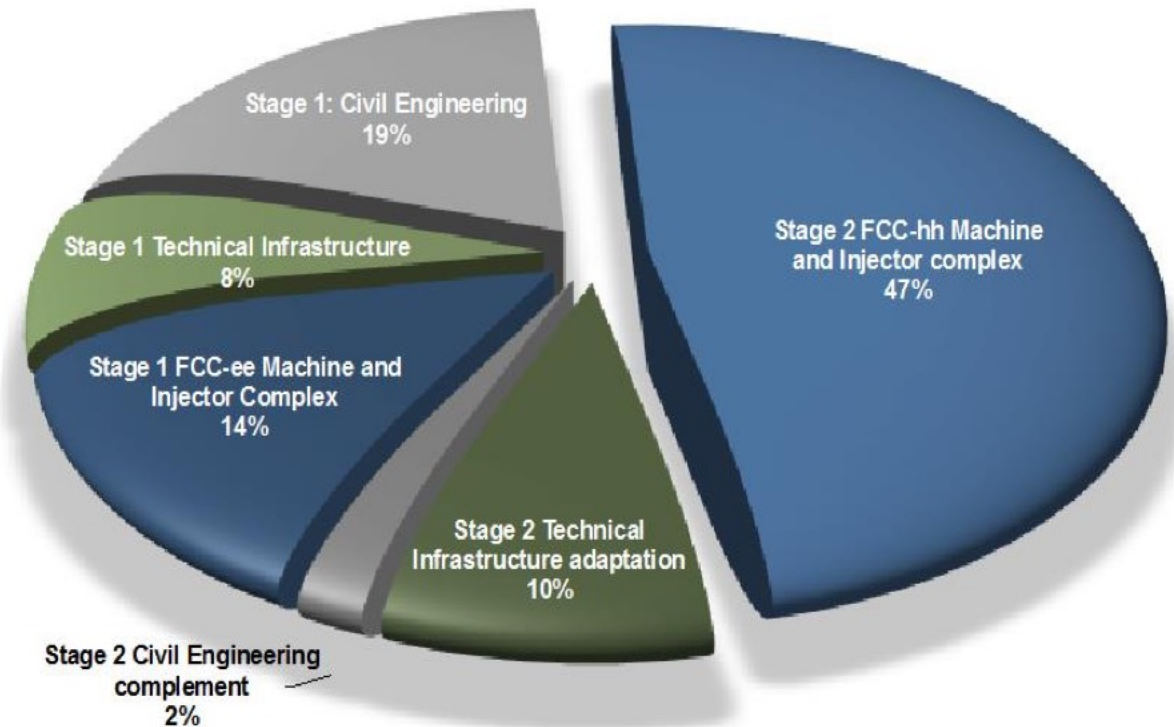 Stage 1: Civil Engineering
19%
Stage 2 FCC-hh Machine
and Injector complex
47%
Stage 1 Technical Infrastructure
8%
Stage 1 FCC-ee Machine and
Injector Complex
14%
Stage 2 Technical
Infrastructure adaptation
10%
Stage 2 Civil Engineering
complement
2%